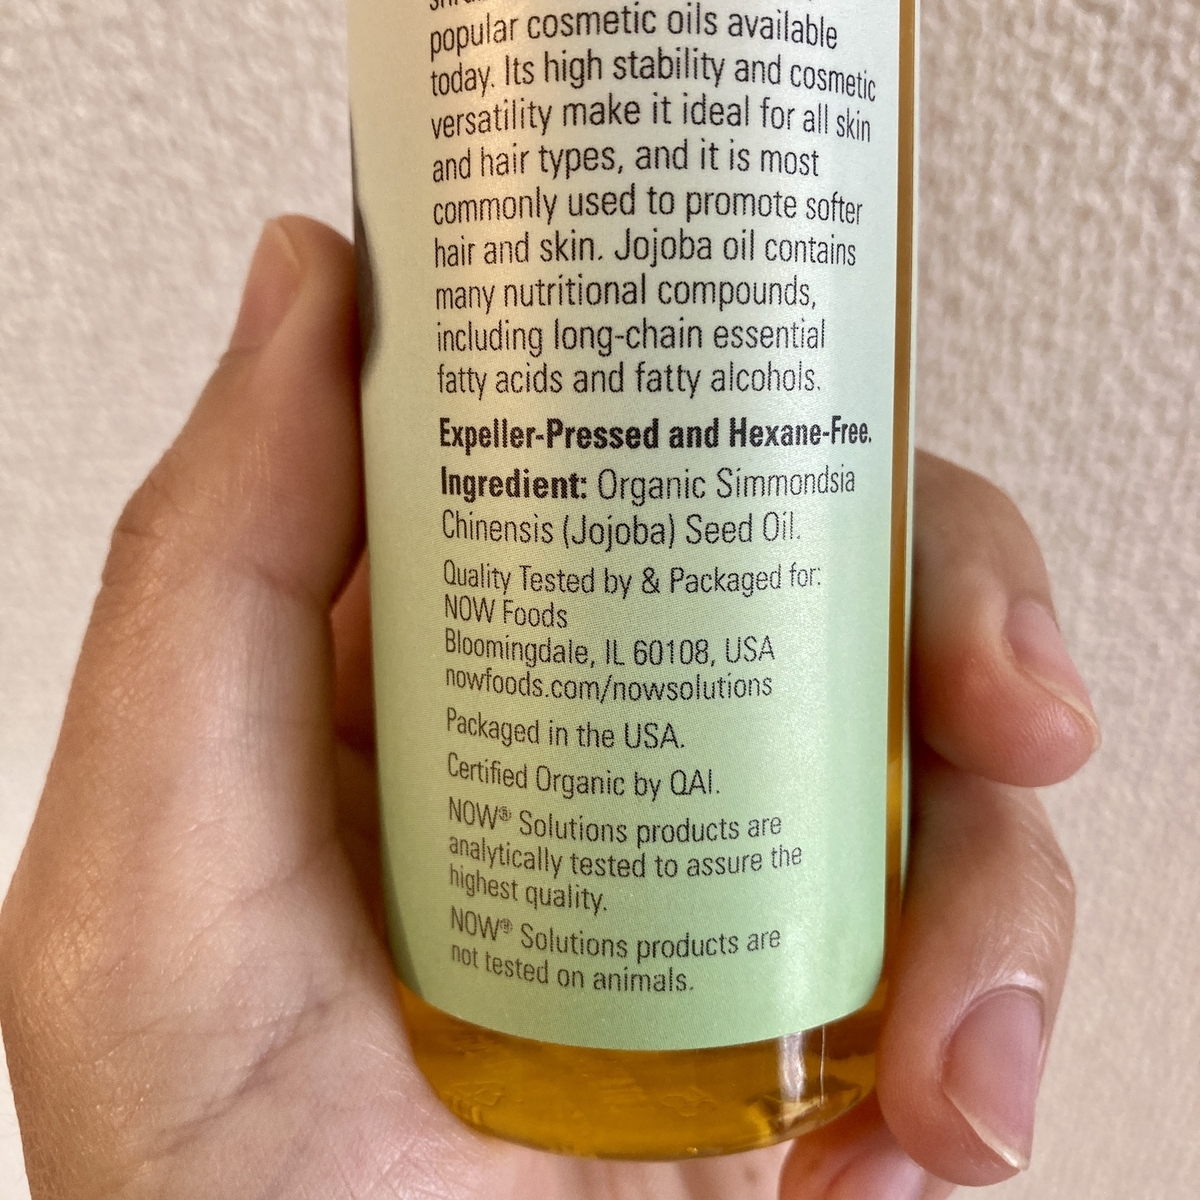 popular cosmetic oils available
today. Its high stability and cosmetic
versatility make it ideal for all skin
and hair types, and it is most
commonly used to promote softer
hair and skin. Jojoba oil contains
many nutritional compounds,
including long-chain essential
fatty acids and fatty alcohols.
Expeller-Pressed and Hexane-Free.
Ingredient: Organic Simmondsia
Chinensis (Jojoba) Seed Oil.
Quality Tested by & Packaged for:
NOW Foods
Bloomingdale, IL 60108, USA
nowfoods.com/nowsolutions
Packaged in the USA.
Certified Organic by QAI.
NOW® Solutions products are
analytically tested to assure the
highest quality.
NOW® Solutions products are
not tested on animals.